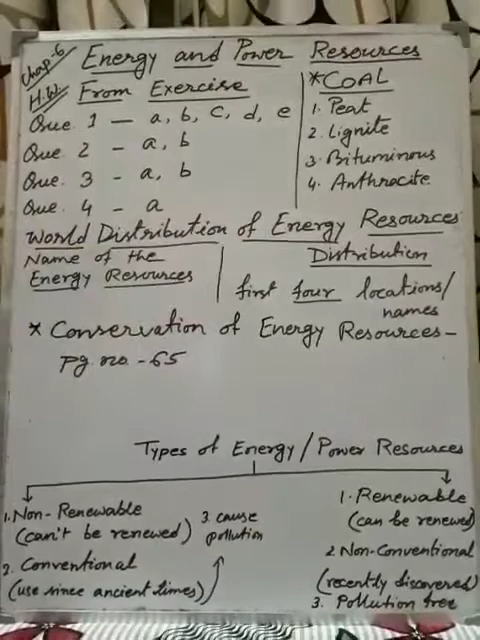 Chap-6
Energy and Power Resources
H.W. From Exercise
Que. 1 - a, b, c, d, e
Que. 2 - a, b
Que. 3 - a, b
Que. 4 - a
*COAL
1. Peat
2. Lignite
3. Bituminous
4. Anthracite
World Distribution of Energy Resources
Name of the
Energy Resources
Distribution
first four locations/
names
* Conservation of Energy Resources-
Pg. no. - 65
Types of Energy/Power Resources
1. Non-Renewable
(can't be renewed)
2. Conventional
(use since ancient times)
3. cause
pollution
1. Renewable
(can be renewed)
2 Non-Conventional
(recently discovered)
3. Pollution free